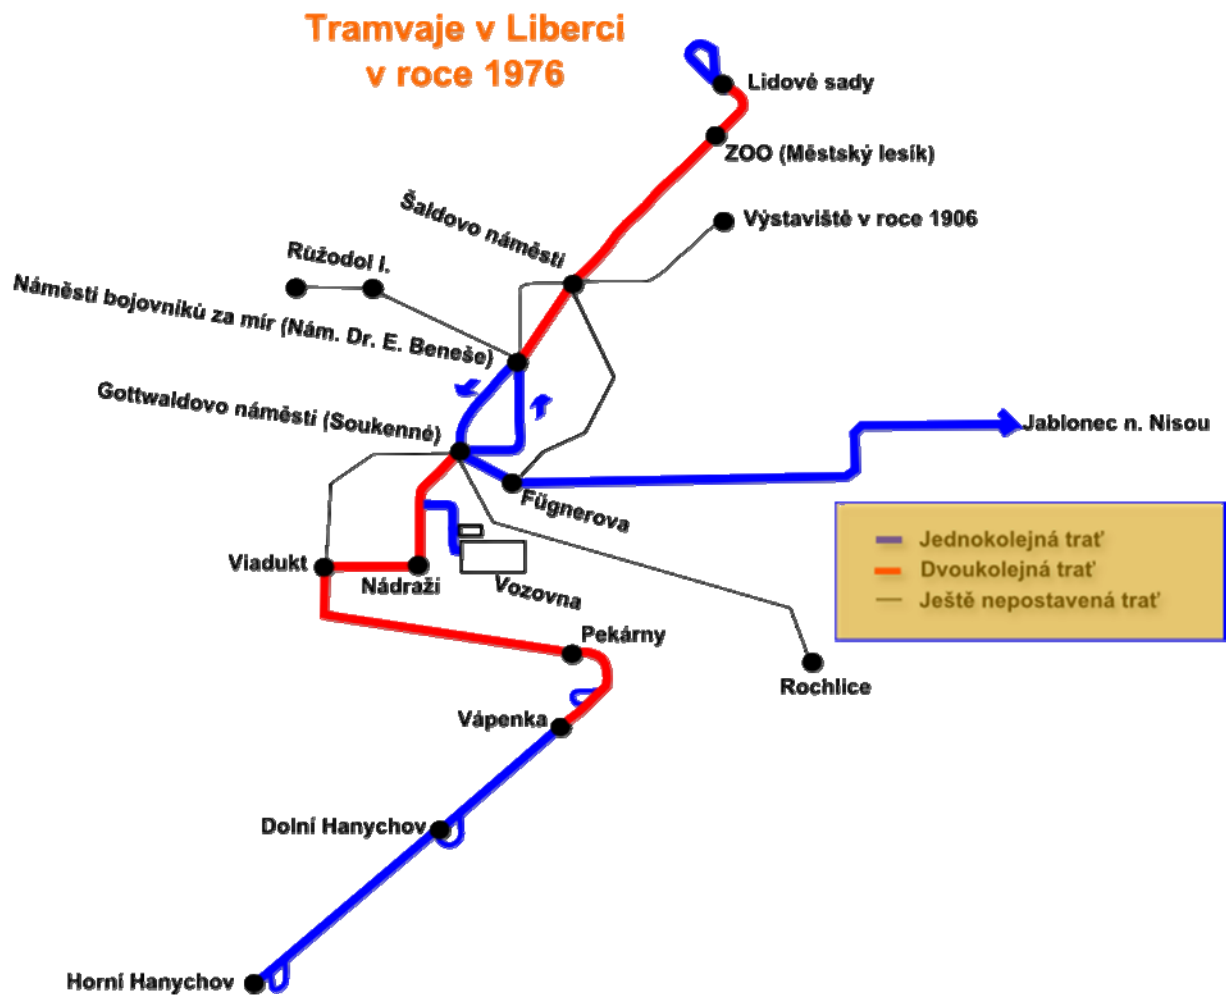 Tramvaje v Liberci
v roce 1976
Lidové sady
ZOO (Městský lesík)
Šaldovo náměstí
Výstaviště v roce 1906
Růžodol I.
Náměstí bojovníků za mír (Nám. Dr. E. Beneše)
Gottwaldovo náměstí (Soukenné)
Jablonec n. Nisou
Fügnerova
Jednokolejná trať
Dvoukolejná trať
Ještě nepostavená trať
Viadukt
Nádraží
Vozovna
Pekárny
Rochlice
Vápenka
Dolní Hanychov
Horní Hanychov